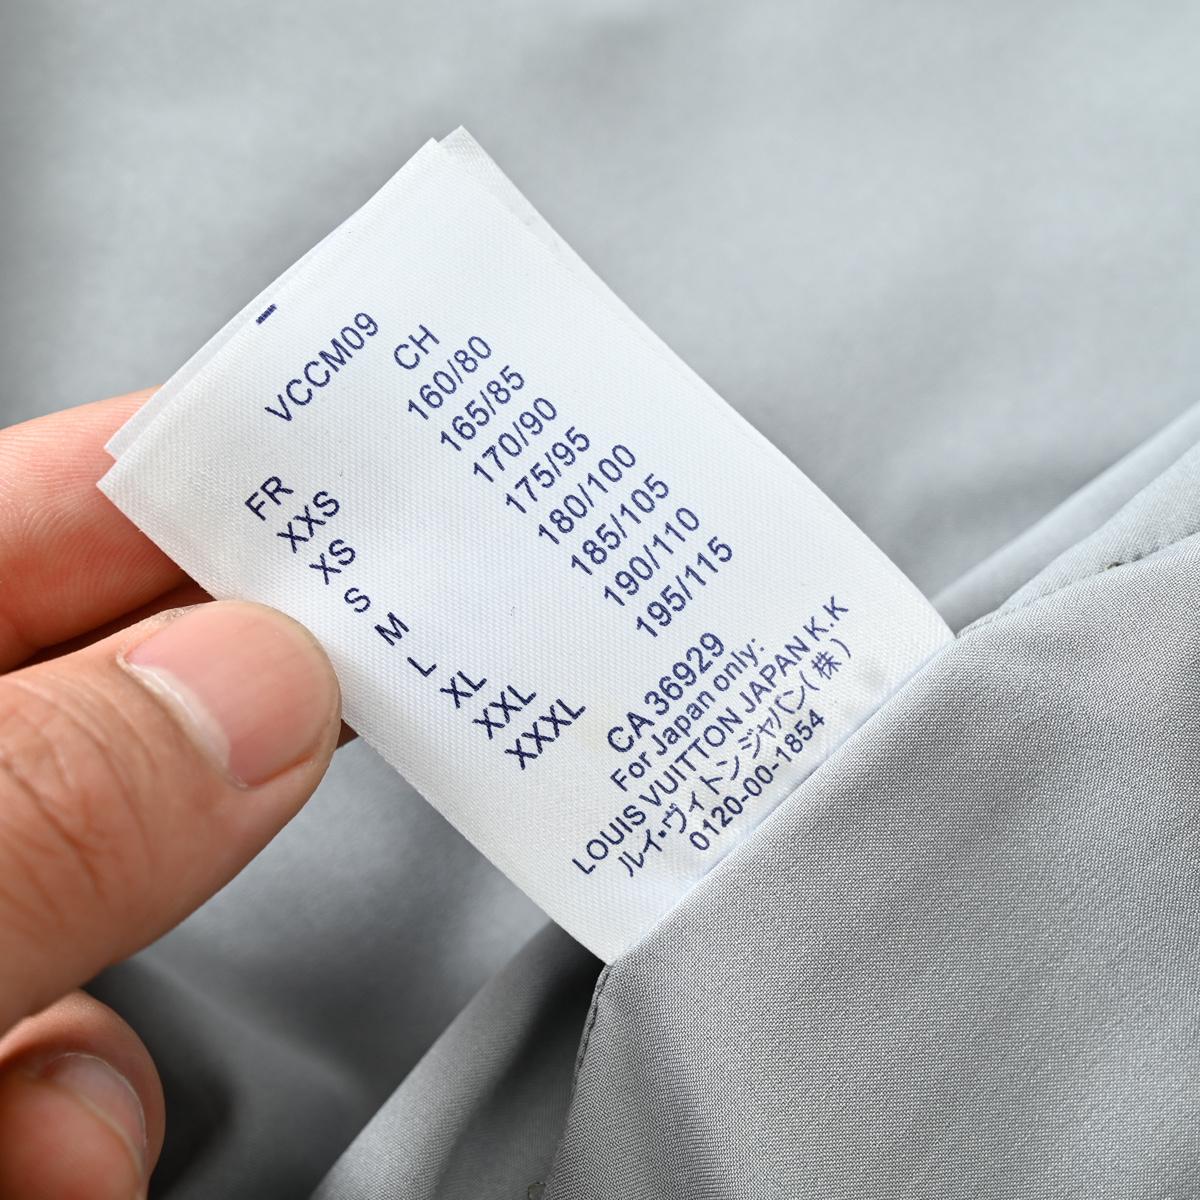 VCCM09
FR CH
XXS 160/80
XS 165/85
S 170/90
M 175/95
L 180/100
XL 185/105
XXL 190/110
XXXL 195/115
CA 36929
For Japan only:
LOUIS VUITTON JAPAN K.K
ルイ・ヴィトン ジャパン(株)
0120-00-1854